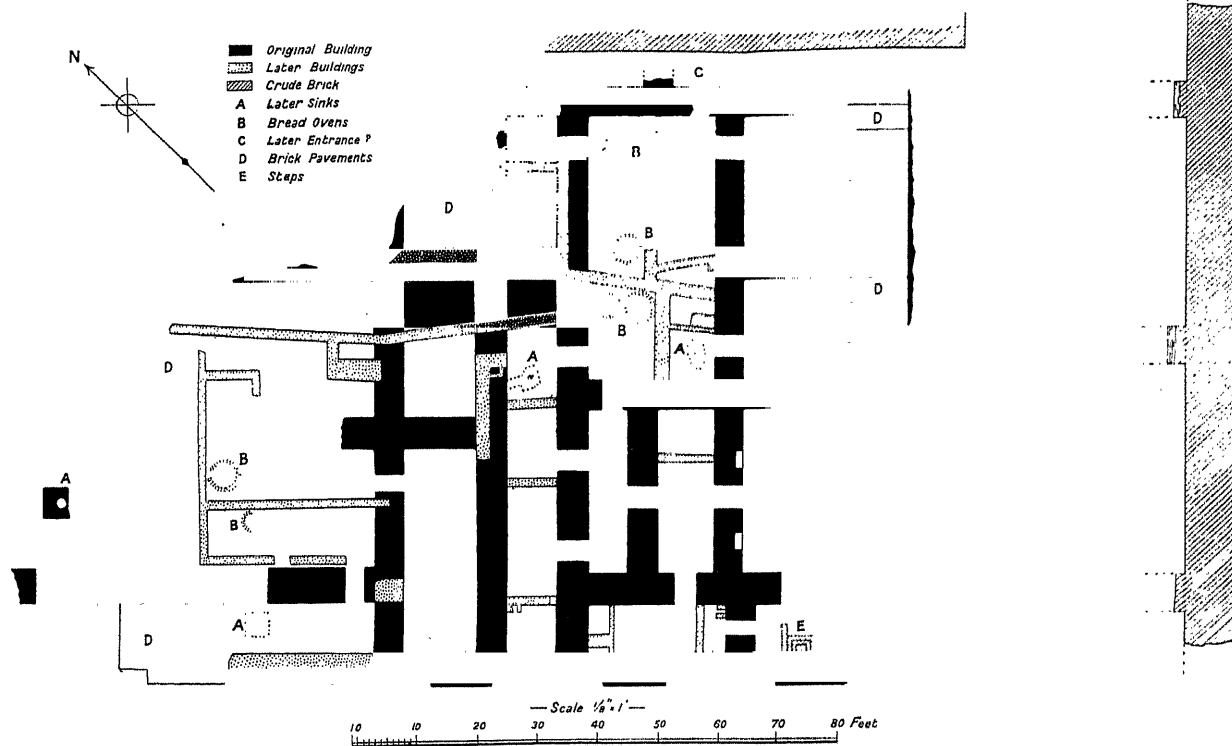 N
Original Building
Later Buildings
Crude Brick
A Later Sinks
B Bread Ovens
C Later Entrance ?
D Brick Pavements
E Steps
C
D
B
D
B
D
B
A
A
D
B
A
B
A
D
E
— Scale 1/8" = 1' —
10 10 20 30 40 50 60 70 80 Feet